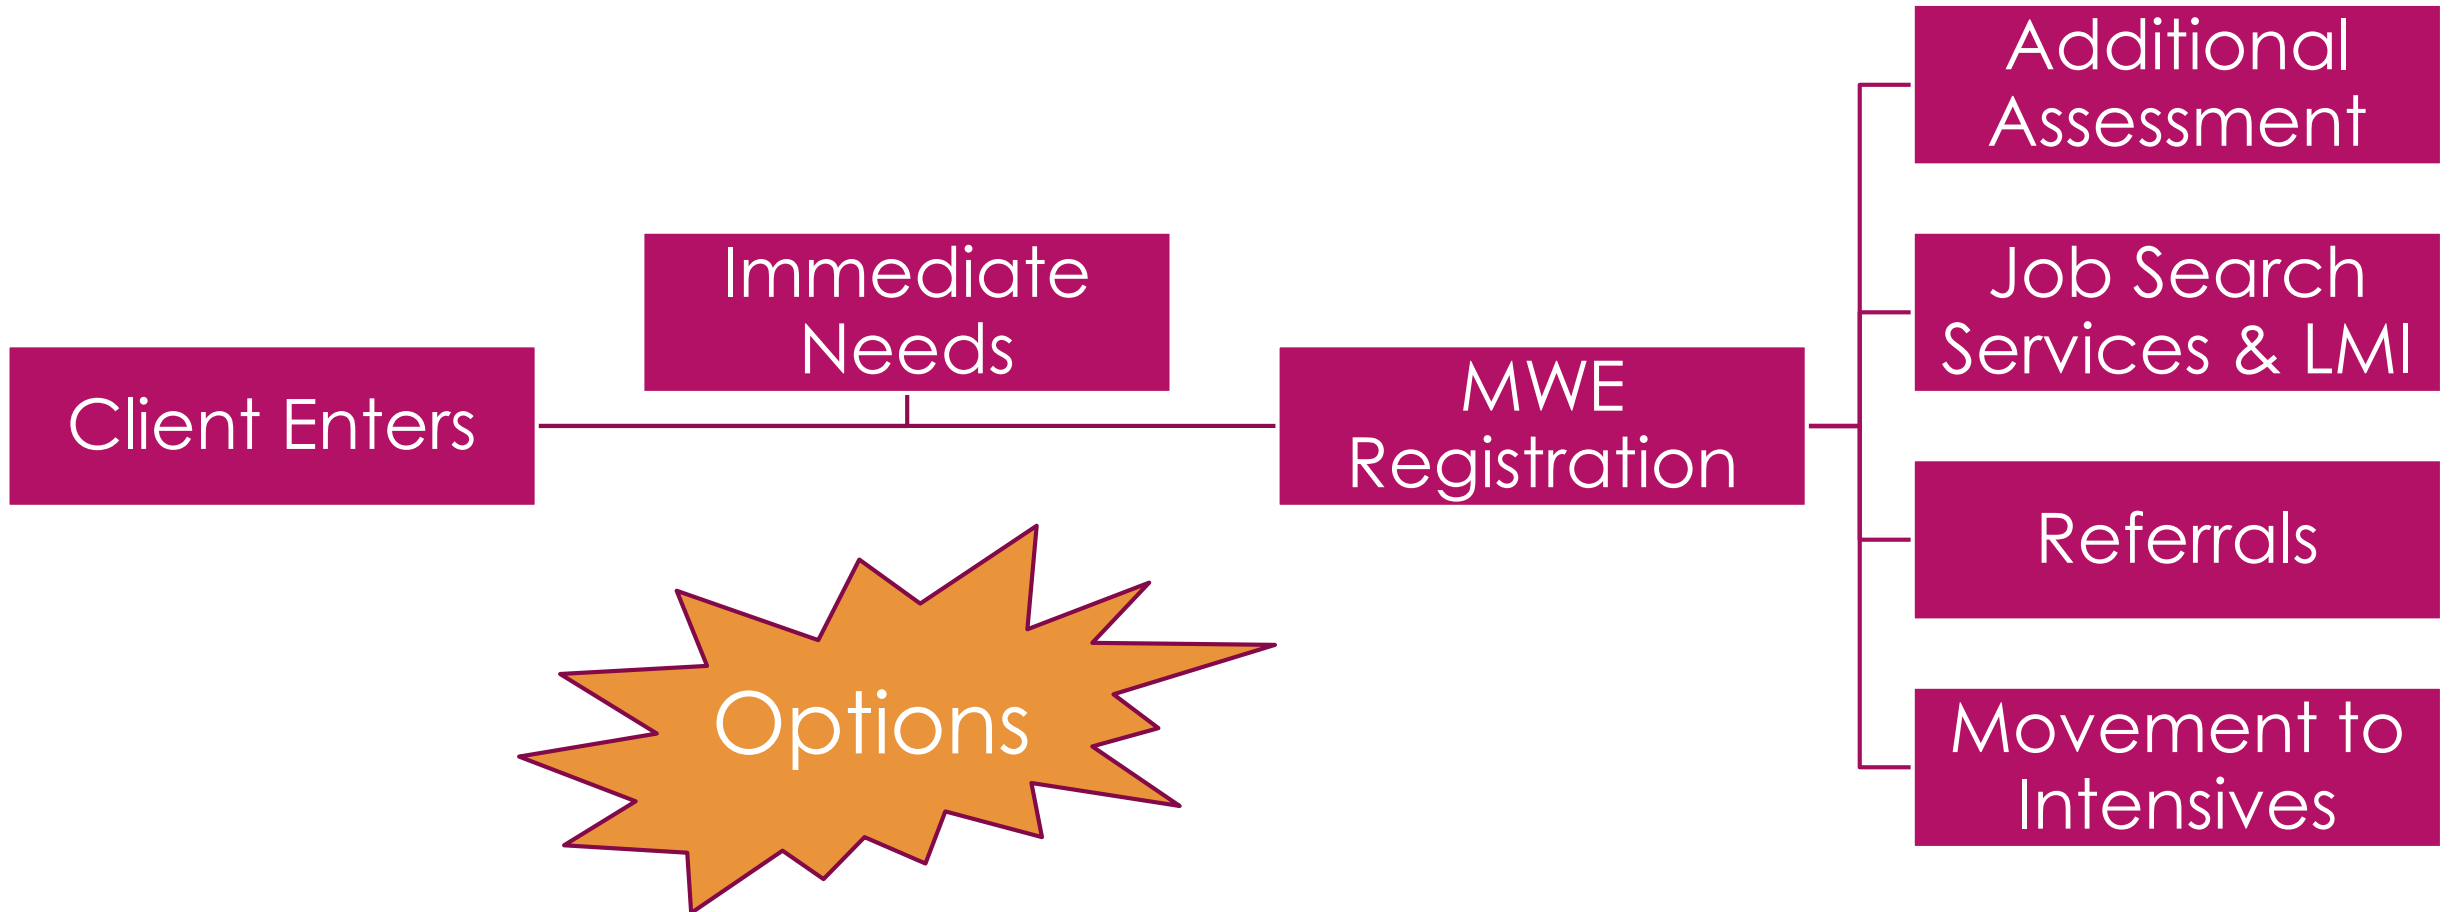 Client Enters
Immediate
Needs
MWE
Registration
Additional
Assessment
Job Search
Services & LMI
Referrals
Movement to
Intensives
Options